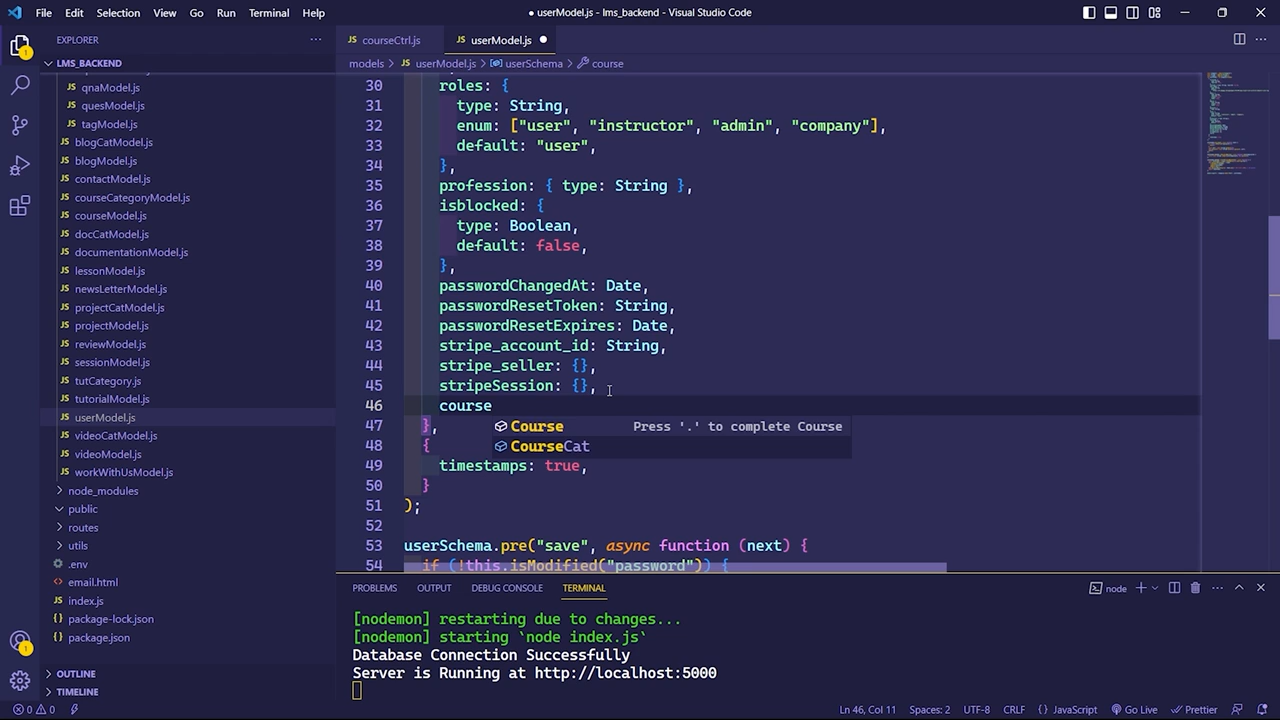 File Edit Selection View Go Run Terminal Help
● userModel.js - lms_backend - Visual Studio Code
EXPLORER
LMS_BACKEND
JS qnaModel.js
JS quesModel.js
JS tagModel.js
JS blogCatModel.js
JS blogModel.js
JS contactModel.js
JS courseCategoryModel.js
JS courseModel.js
JS docCatModel.js
JS documentationModel.js
JS lessonModel.js
JS newsLetterModel.js
JS projectCatModel.js
JS projectModel.js
JS reviewModel.js
JS sessionModel.js
JS tutCategory.js
JS tutorialModel.js
JS userModel.js
JS videoCatModel.js
JS videoModel.js
JS workWithUsModel.js
node_modules
public
routes
utils
.env
email.html
JS index.js
package-lock.json
package.json
OUTLINE
TIMELINE
JS courseCtrl.js JS userModel.js
models > JS userModel.js > userSchema > course
30 roles: {
31 type: String,
32 enum: ["user", "instructor", "admin", "company"],
33 default: "user",
34 },
35 profession: { type: String },
36 isblocked: {
37 type: Boolean,
38 default: false,
39 },
40 passwordChangedAt: Date,
41 passwordResetToken: String,
42 passwordResetExpires: Date,
43 stripe_account_id: String,
44 stripe_seller: {},
45 stripeSession: {},
46 course
47 },
Course Press '.' to complete Course
48 {
CourseCat
49 timestamps: true,
50 }
51 );
52
53 userSchema.pre("save", async function (next) {
54 if (!this.isModified("password")) {
PROBLEMS OUTPUT DEBUG CONSOLE TERMINAL
node
[nodemon] restarting due to changes...
[nodemon] starting `node index.js`
Database Connection Successfully
Server is Running at http://localhost:5000
0 0
Ln 46, Col 11 Spaces: 2 UTF-8 CRLF { } JavaScript Go Live Prettier